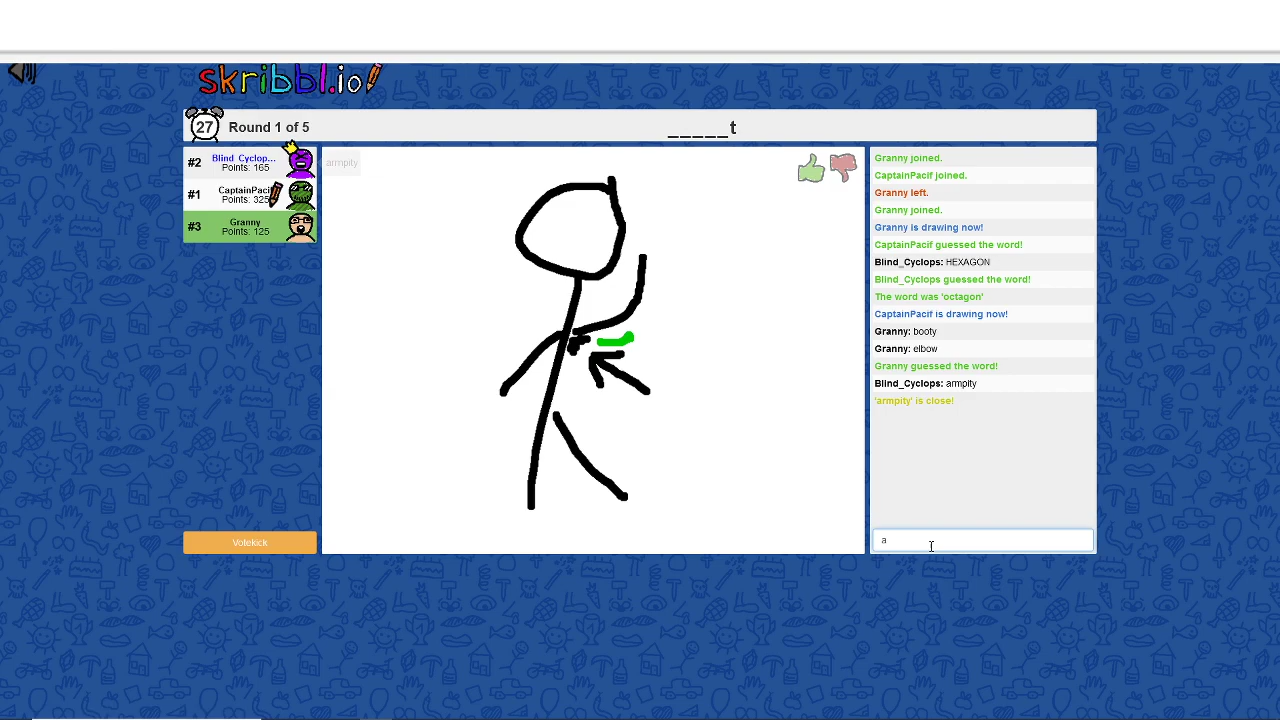 skribbl.io
27 Round 1 of 5 _____t
#2 Blind_Cyclop...
Points: 165
#1 CaptainPacif
Points: 325
#3 Granny
Points: 125
Votekick
armpity
Granny joined.
CaptainPacif joined.
Granny left.
Granny joined.
Granny is drawing now!
CaptainPacif guessed the word!
Blind_Cyclops: HEXAGON
Blind_Cyclops guessed the word!
The word was 'octagon'
CaptainPacif is drawing now!
Granny: booty
Granny: elbow
Granny guessed the word!
Blind_Cyclops: armpity
'armpity' is close!
a